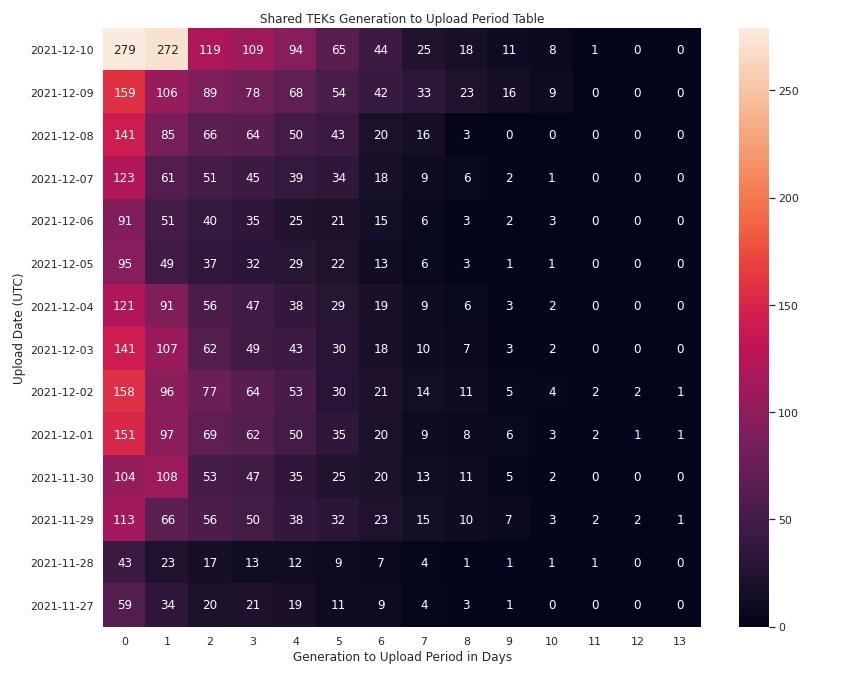 Shared TEKs Generation to Upload Period Table
Upload Date (UTC)
2021-12-10 279 272 119 109 94 65 44 25 18 11 8 1 0 0
2021-12-09 159 106 89 78 68 54 42 33 23 16 9 0 0 0
2021-12-08 141 85 66 64 50 43 20 16 3 0 0 0 0 0
2021-12-07 123 61 51 45 39 34 18 9 6 2 1 0 0 0
2021-12-06 91 51 40 35 25 21 15 6 3 2 3 0 0 0
2021-12-05 95 49 37 32 29 22 13 6 3 1 1 0 0 0
2021-12-04 121 91 56 47 38 29 19 9 6 3 2 0 0 0
2021-12-03 141 107 62 49 43 30 18 10 7 3 2 0 0 0
2021-12-02 158 96 77 64 53 30 21 14 11 5 4 2 2 1
2021-12-01 151 97 69 62 50 35 20 9 8 6 3 2 1 1
2021-11-30 104 108 53 47 35 25 20 13 11 5 2 0 0 0
2021-11-29 113 66 56 50 38 32 23 15 10 7 3 2 2 1
2021-11-28 43 23 17 13 12 9 7 4 1 1 1 1 0 0
2021-11-27 59 34 20 21 19 11 9 4 3 1 0 0 0 0
0 1 2 3 4 5 6 7 8 9 10 11 12 13
Generation to Upload Period in Days
250
200
150
100
50
0